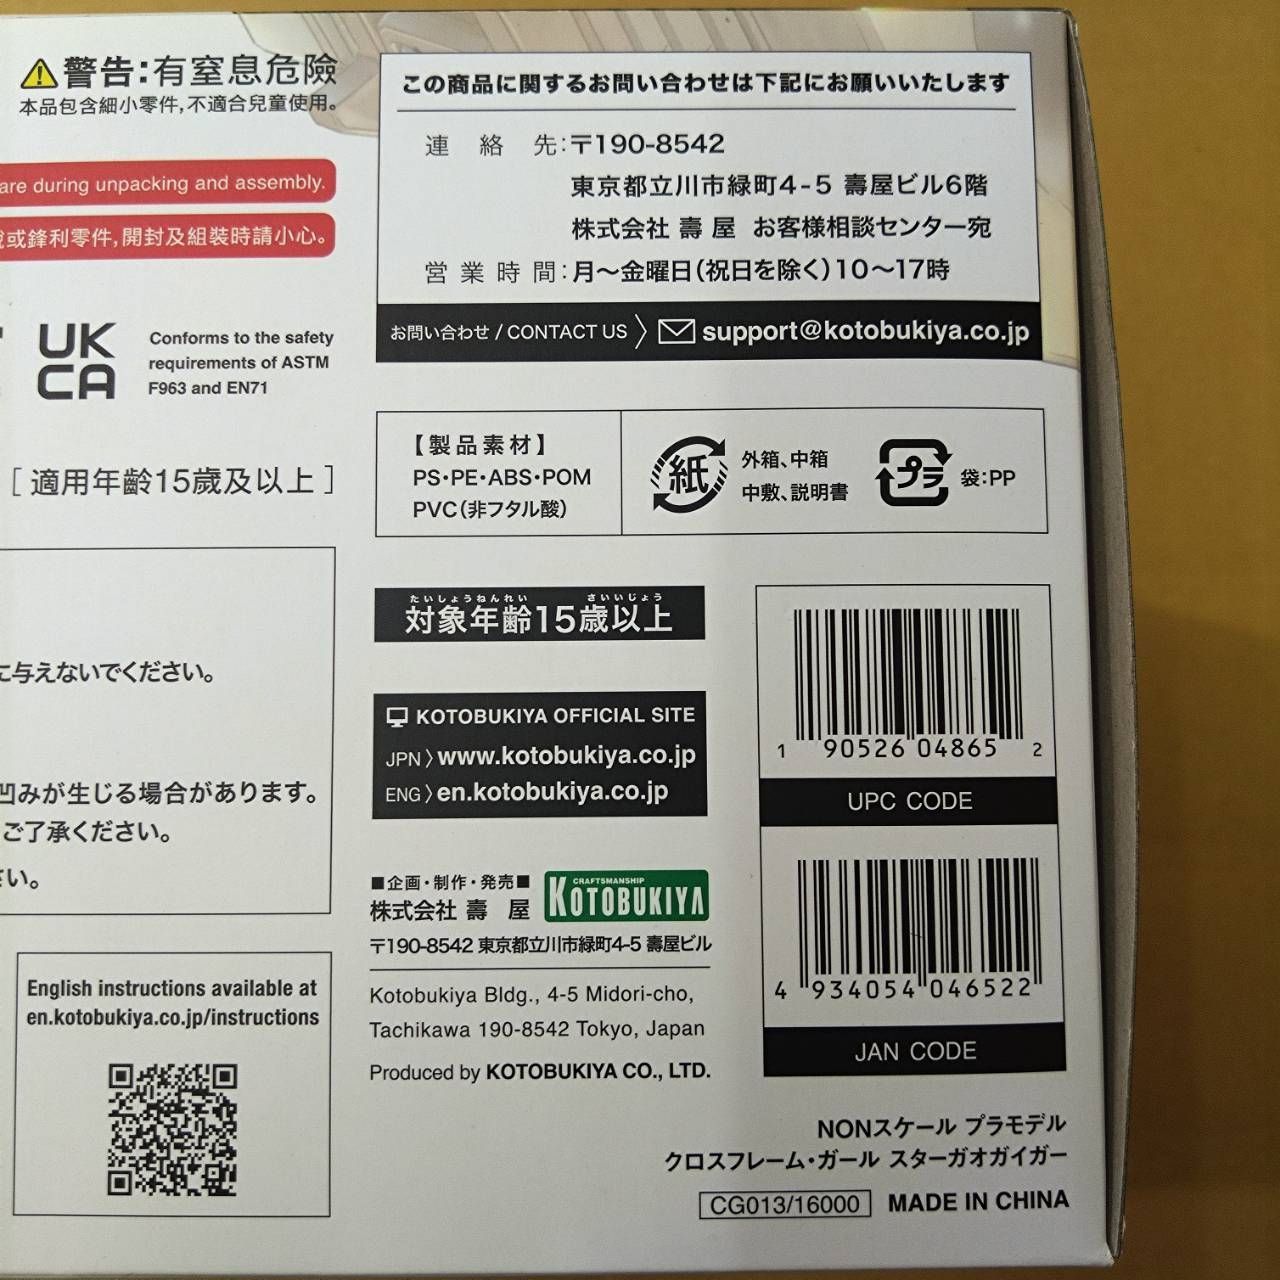 警告:有窒息危險
本品包含細小零件,不適合兒童使用。
are during unpacking and assembly.
或鋒利零件,開封及組裝時請小心。
UK
CA
Conforms to the safety
requirements of ASTM
F963 and EN71
[ 適用年齡15歲及以上 ]
に与えないでください。
凹みが生じる場合があります。
ご了承ください。
い。
English instructions available at
en.kotobukiya.co.jp/instructions
この商品に関するお問い合わせは下記にお願いいたします
連絡先:〒190-8542
東京都立川市緑町4-5 壽屋ビル6階
株式会社 壽屋 お客様相談センター宛
営業時間:月〜金曜日(祝日を除く)10〜17時
お問い合わせ / CONTACT US 〉 support@kotobukiya.co.jp
【製品素材】
PS・PE・ABS・POM
PVC(非フタル酸)
紙
外箱、中箱
中敷、説明書
プラ
袋:PP
たいしょうねんれい さいいじょう
対象年齢15歳以上
KOTOBUKIYA OFFICIAL SITE
JPN 〉www.kotobukiya.co.jp
ENG 〉en.kotobukiya.co.jp
■企画・制作・発売■
株式会社 壽屋
CRAFTSMANSHIP
KOTOBUKIYA
〒190-8542 東京都立川市緑町4-5 壽屋ビル
Kotobukiya Bldg., 4-5 Midori-cho,
Tachikawa 190-8542 Tokyo, Japan
Produced by KOTOBUKIYA CO., LTD.
1 90526 04865 2
UPC CODE
4 934054 046522
JAN CODE
NONスケール プラモデル
クロスフレーム・ガール スターガオガイガー
CG013/16000 MADE IN CHINA